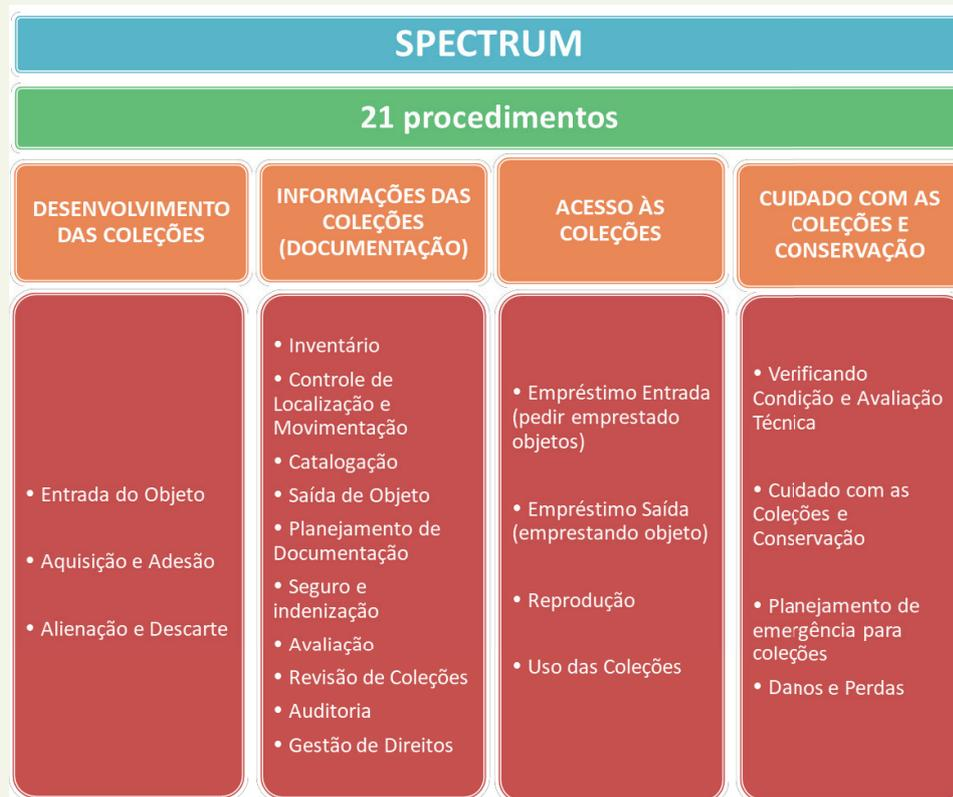 SPECTRUM
21 procedimentos
DESENVOLVIMENTO
DAS COLEÇÕES
• Entrada do Objeto
• Aquisição e Adesão
• Alienação e Descarte
INFORMAÇÕES DAS
COLEÇÕES
(DOCUMENTAÇÃO)
• Inventário
• Controle de
Localização e
Movimentação
• Catalogação
• Saída de Objeto
• Planejamento de
Documentação
• Seguro e
indenização
• Avaliação
• Revisão de Coleções
• Auditoria
• Gestão de Direitos
ACESSO ÀS
COLEÇÕES
• Empréstimo Entrada
(pedir emprestado
objetos)
• Empréstimo Saída
(emprestando objeto)
• Reprodução
• Uso das Coleções
CUIDADO COM AS
COLEÇÕES E
CONSERVAÇÃO
• Verificando
Condição e Avaliação
Técnica
• Cuidado com as
Coleções e
Conservação
• Planejamento de
emergência para
coleções
• Danos e Perdas